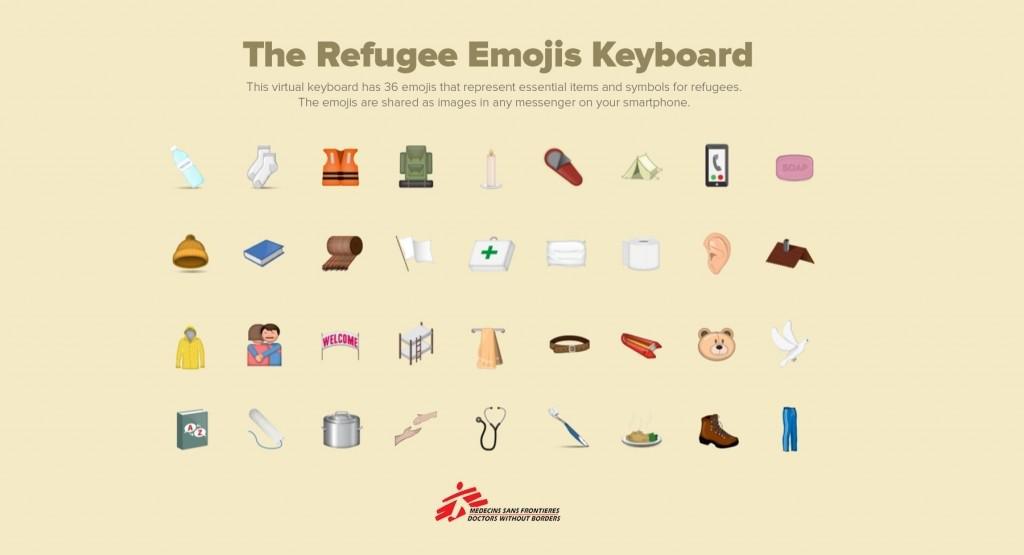 The Refugee Emojis Keyboard
This virtual keyboard has 36 emojis that represent essential items and symbols for refugees.
The emojis are shared as images in any messenger on your smartphone.
SOAP
WELCOME
A Z
MEDECINS SANS FRONTIERES
DOCTORS WITHOUT BORDERS